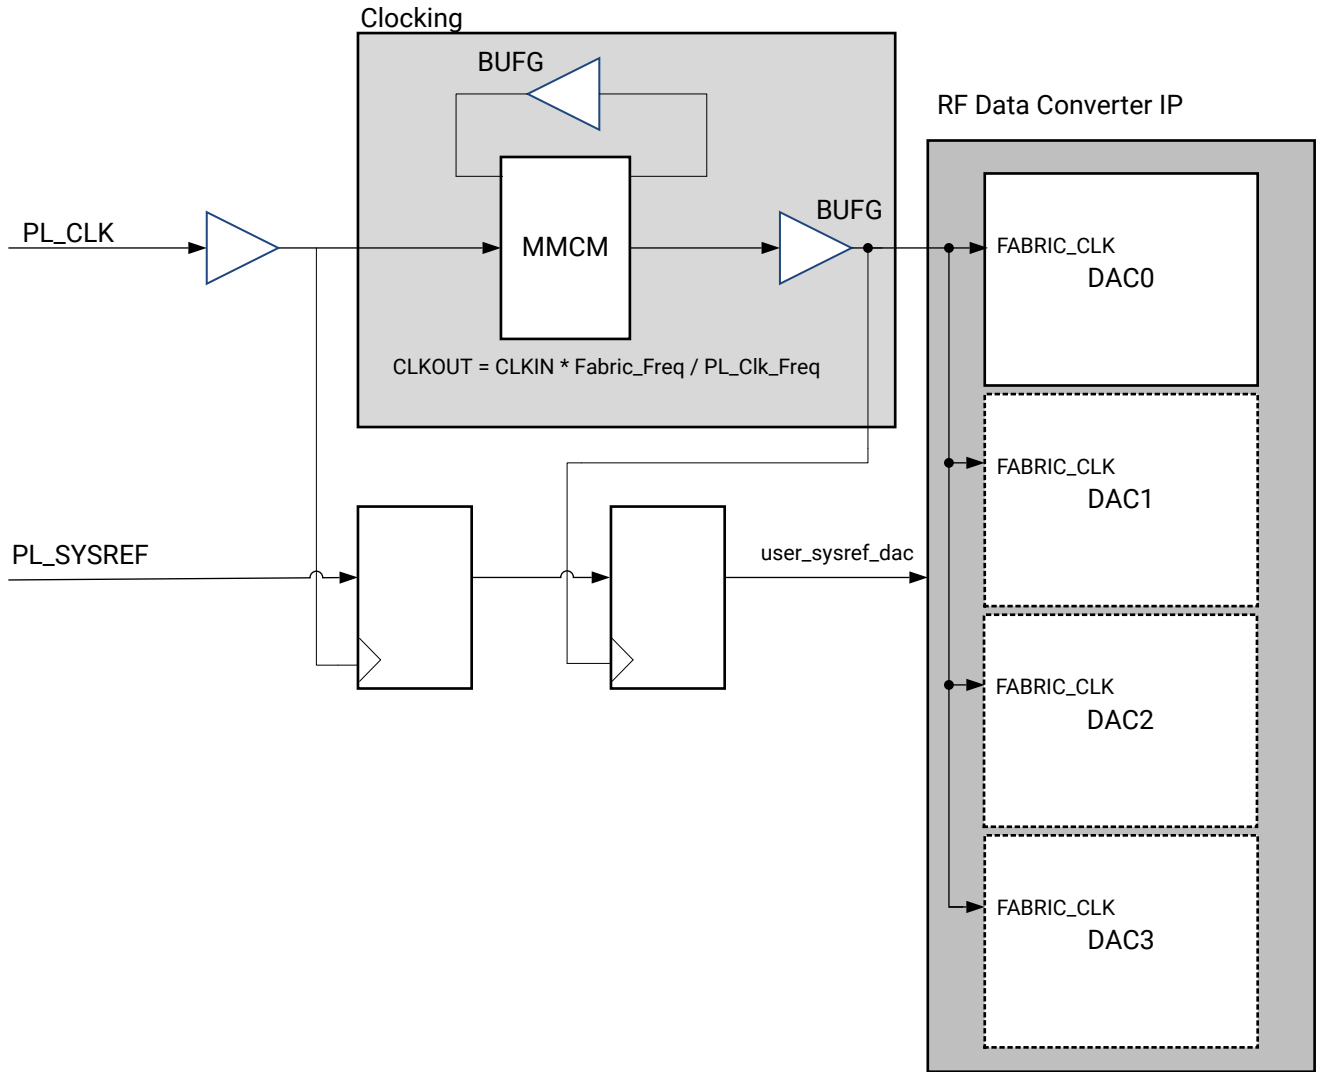 Clocking
BUFG
RF Data Converter IP
PL_CLK
MMCM
BUFG
FABRIC_CLK
DAC0
CLKOUT = CLKIN * Fabric_Freq / PL_Clk_Freq
FABRIC_CLK
DAC1
PL_SYSREF
user_sysref_dac
FABRIC_CLK
DAC2
FABRIC_CLK
DAC3